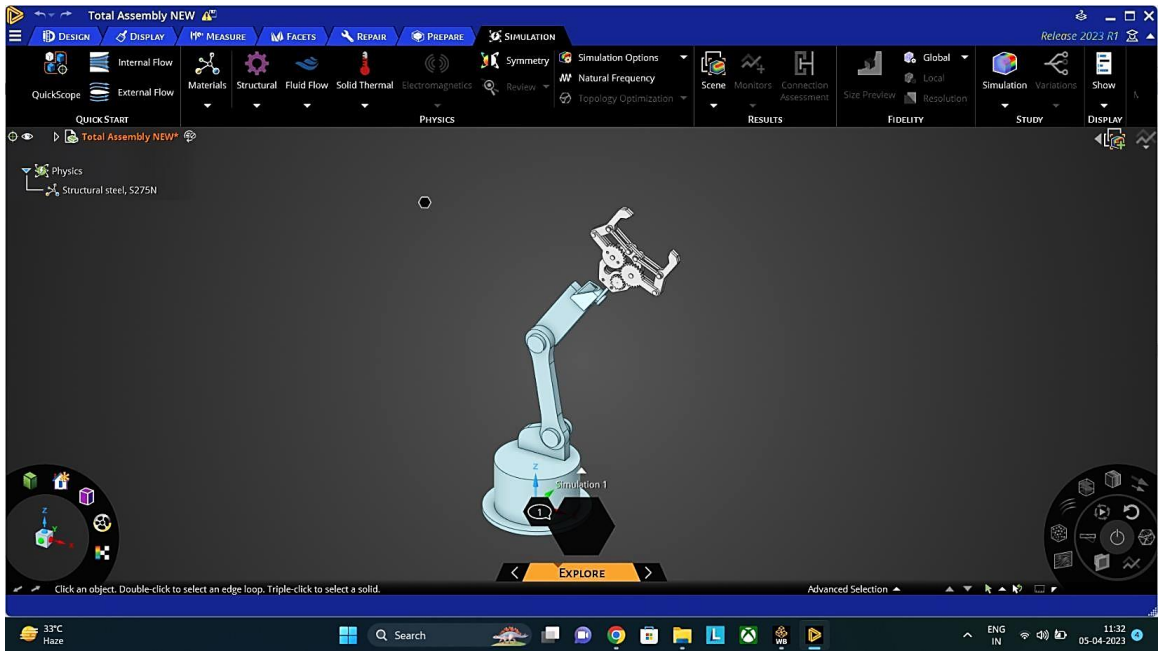 Total Assembly NEW
DESIGN DISPLAY MEASURE FACETS REPAIR PREPARE SIMULATION
Release 2023 R1
QuickScope
Internal Flow
External Flow
QUICK START
Materials
Structural
Fluid Flow
Solid Thermal
Electromagnetics
Symmetry
Review
Simulation Options
Natural Frequency
Topology Optimization
PHYSICS
Scene
Monitors
Connection
Assessment
RESULTS
Size Preview
Global
Local
Resolution
FIDELITY
Simulation
Variations
STUDY
Show
DISPLAY
Total Assembly NEW*
Physics
Structural steel, S275N
Z
Simulation 1
1
Z
Y
X
EXPLORE
Click an object. Double-click to select an edge loop. Triple-click to select a solid.
Advanced Selection
33°C
Haze
Search
L
WB
ENG
IN
11:32
05-04-2023
4